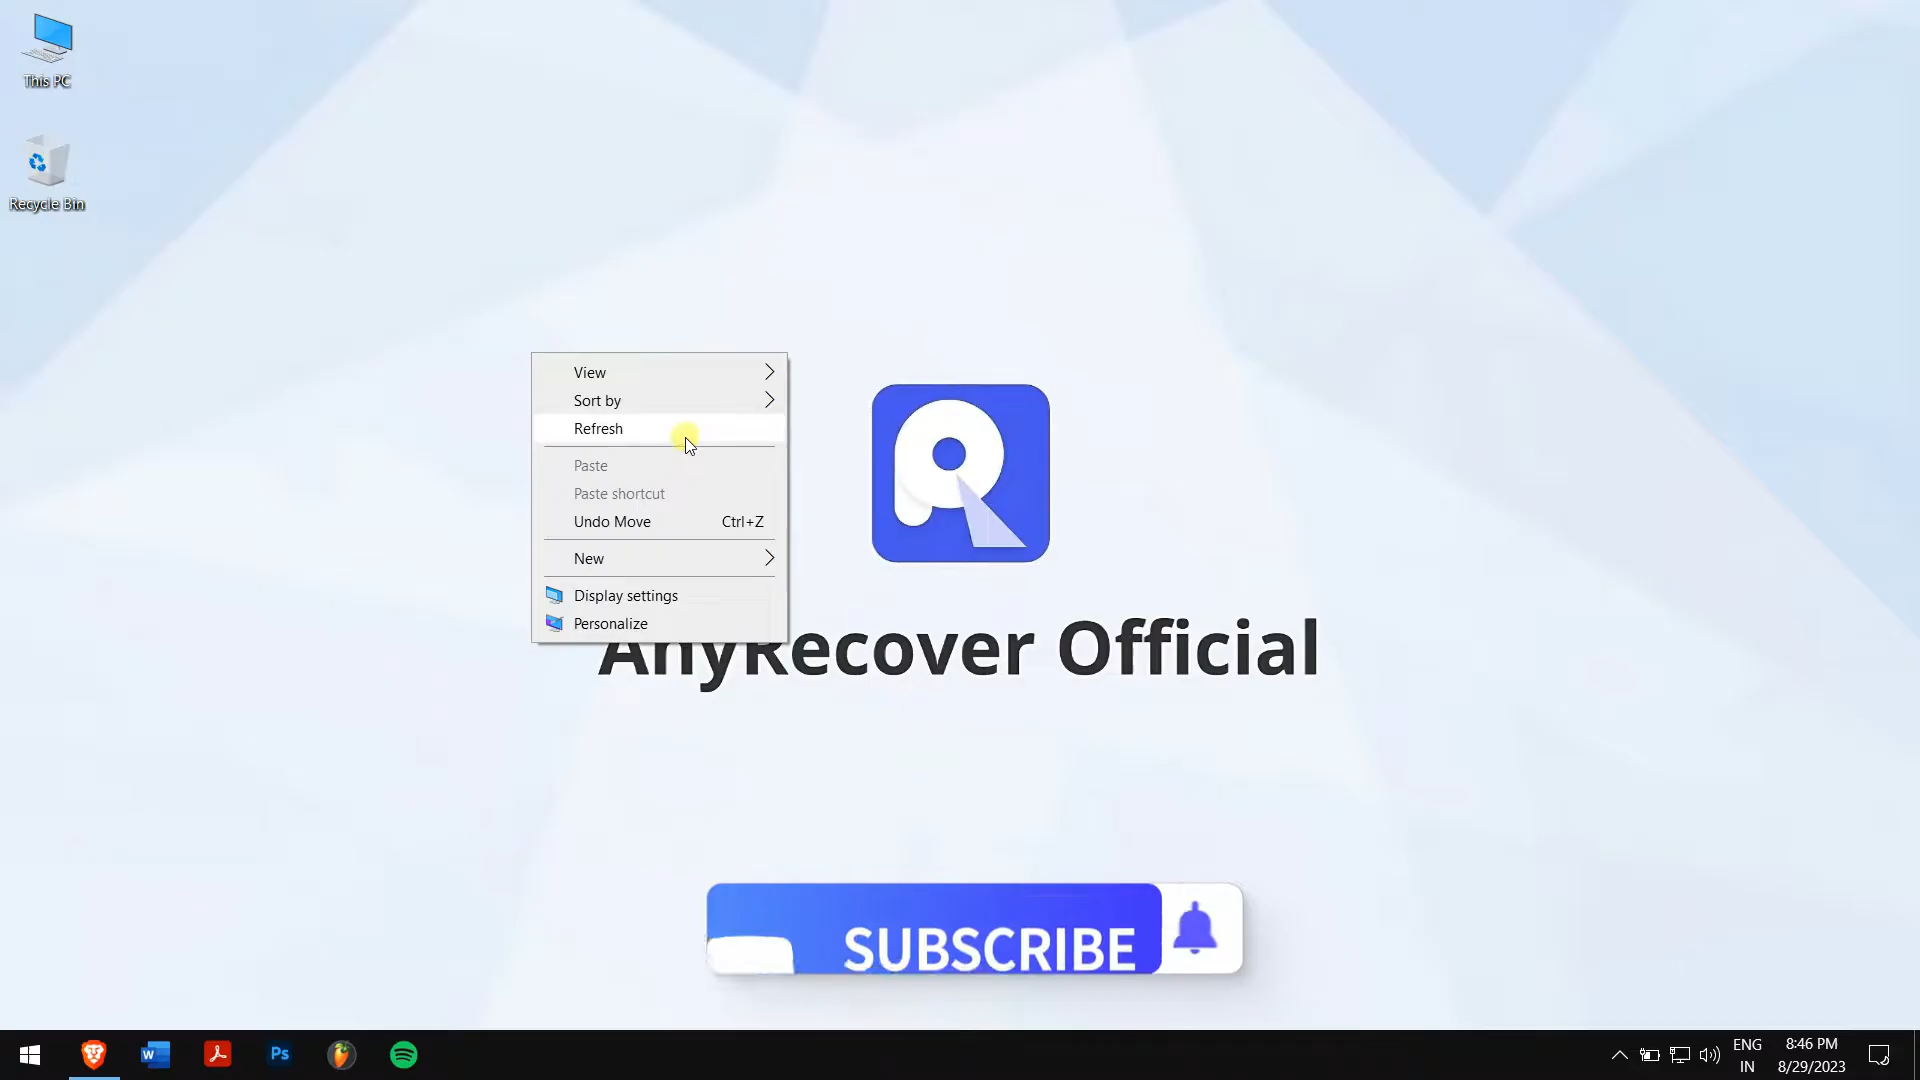 This PC
Recycle Bin
View
Sort by
Refresh
Paste
Paste shortcut
Undo Move Ctrl+Z
New
Display settings
Personalize
AnyRecover Official
SUBSCRIBE
W
Ps
ENG
IN
8:46 PM
8/29/2023